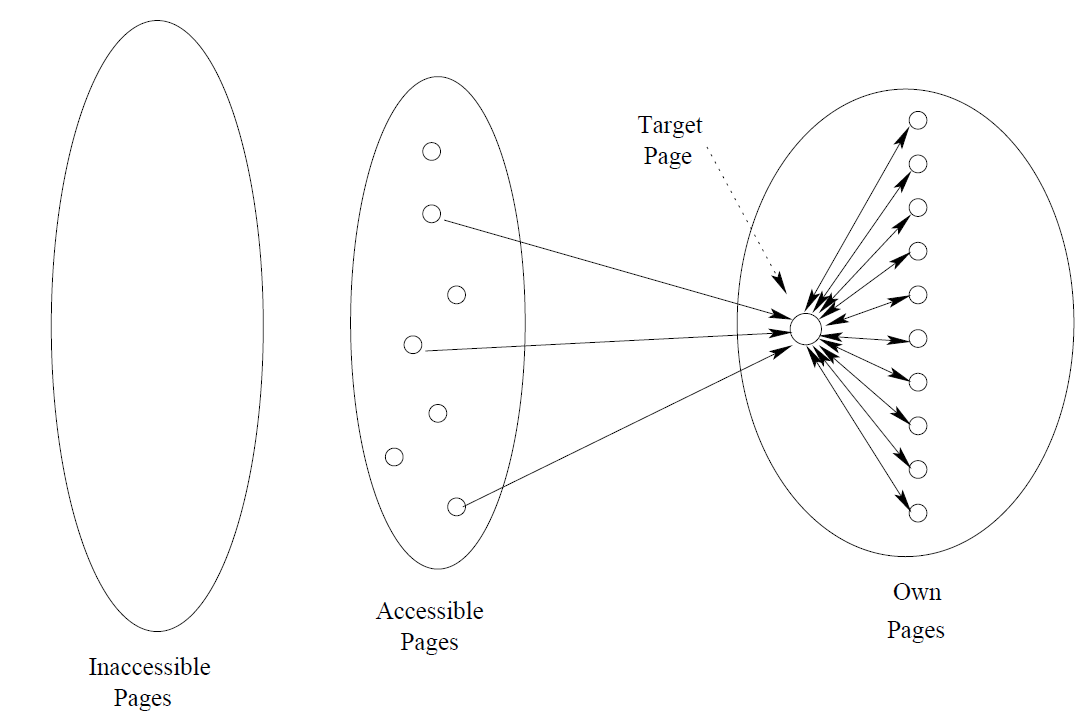 Target
Page
Own
Pages
Accessible
Pages
Inaccessible
Pages